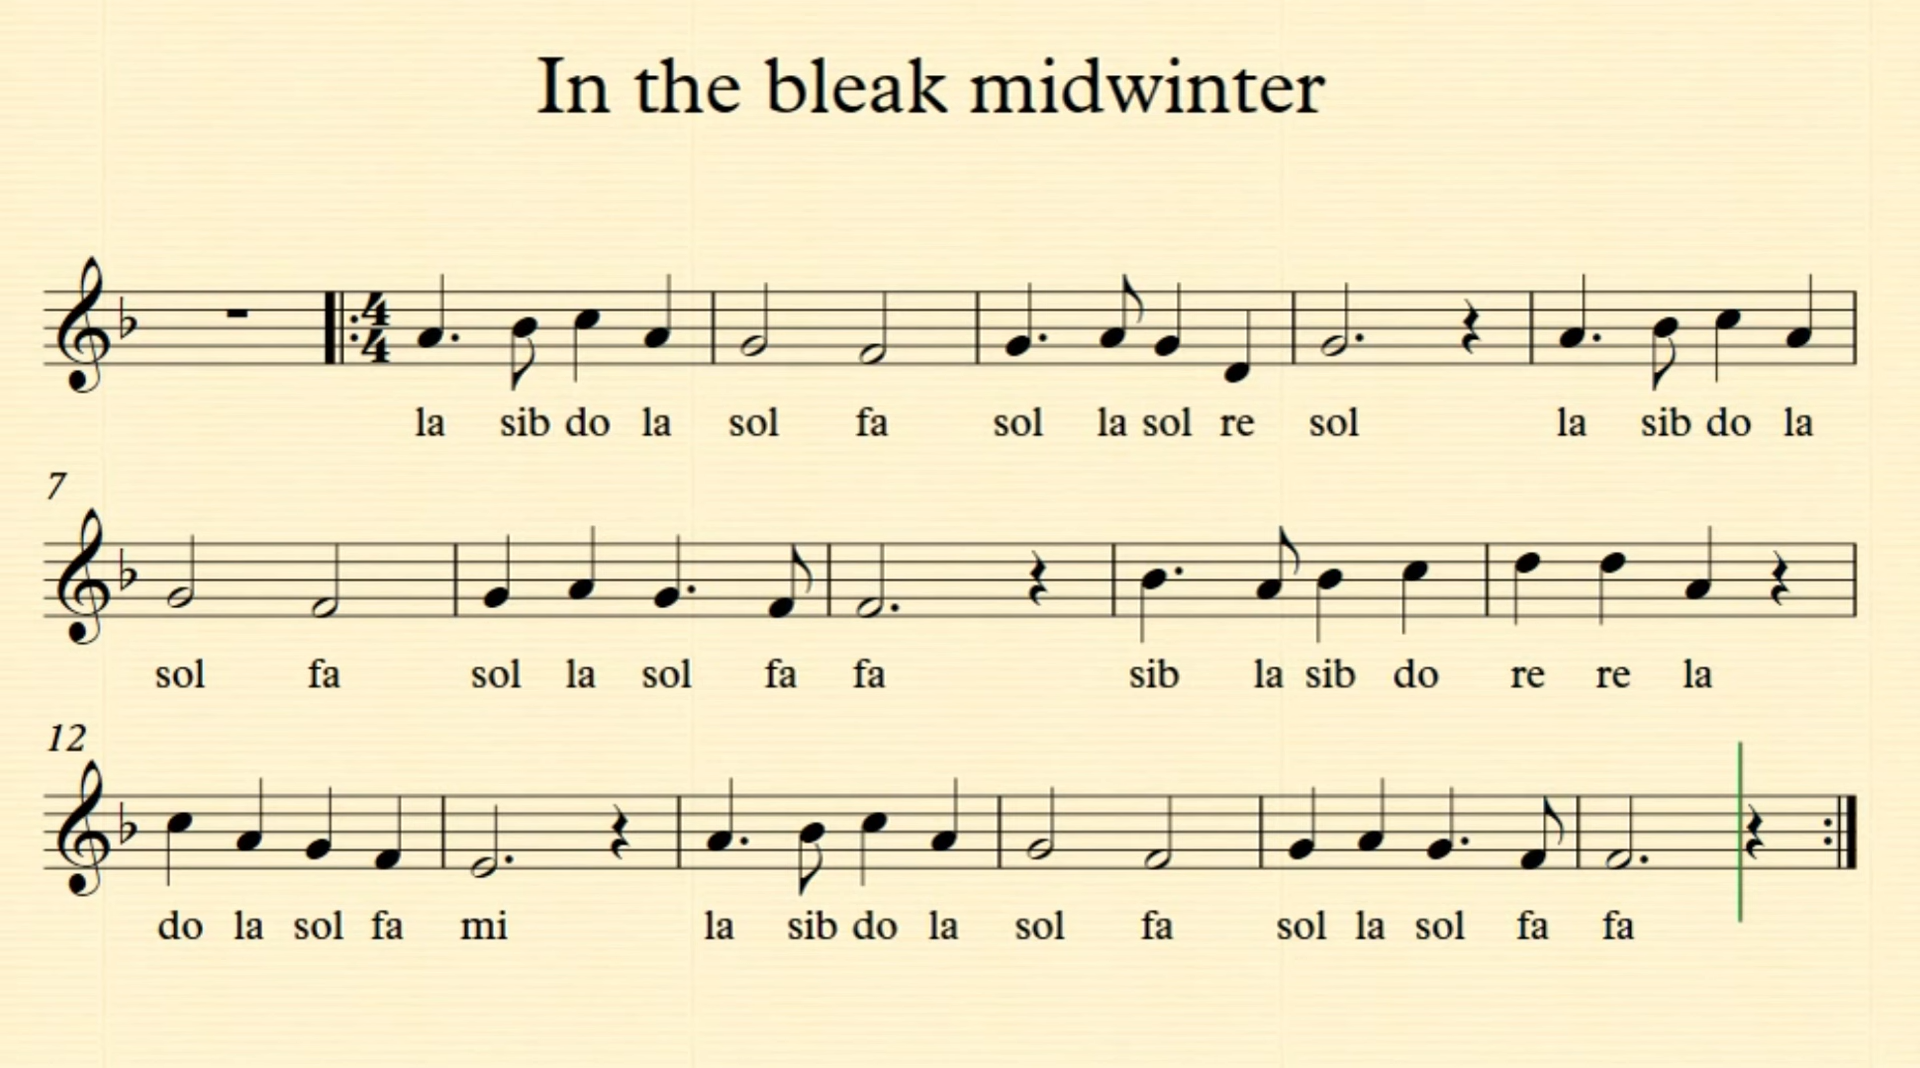 In the bleak midwinter
4
4
la sib do la sol fa sol la sol re sol la sib do la
7
sol fa sol la sol fa fa sib la sib do re re la
12
do la sol fa mi la sib do la sol fa sol la sol fa fa